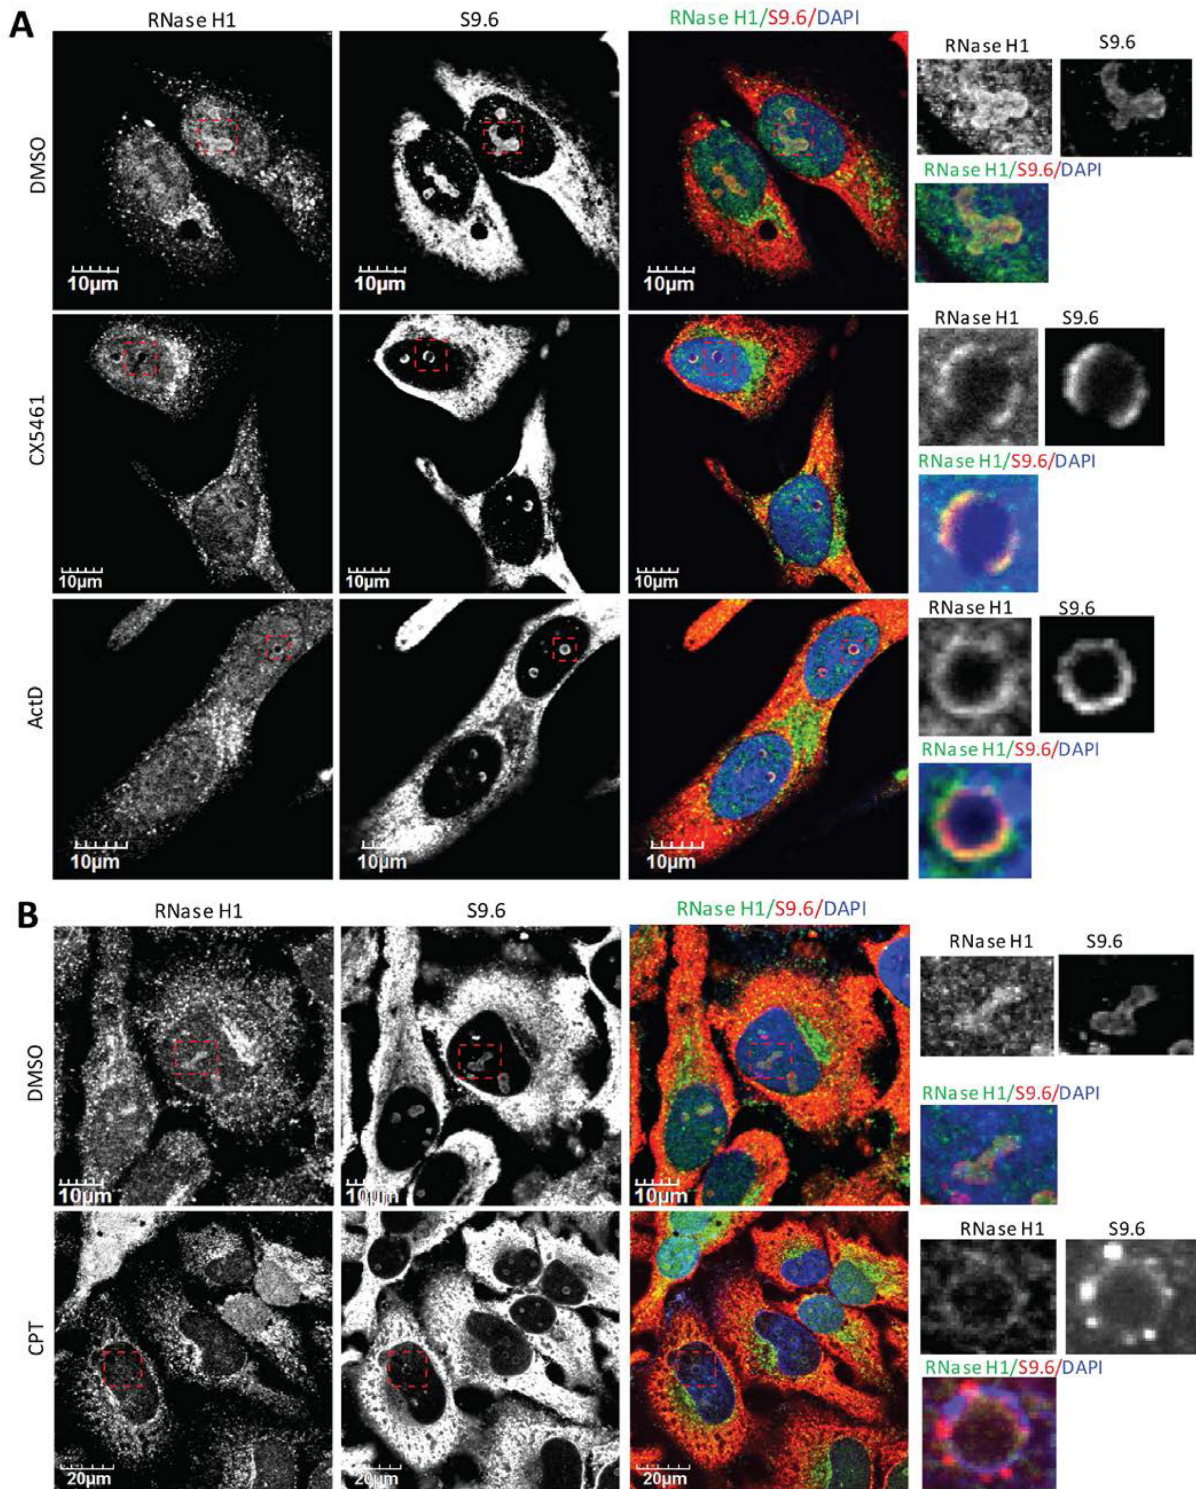 A
RNase H1 S9.6 RNase H1/S9.6/DAPI
RNase H1 S9.6
DMSO
RNase H1/S9.6/DAPI
10µm 10µm 10µm
RNase H1 S9.6
CX5461
RNase H1/S9.6/DAPI
10µm 10µm 10µm
RNase H1 S9.6
ActD
RNase H1/S9.6/DAPI
10µm 10µm 10µm
B
RNase H1 S9.6 RNase H1/S9.6/DAPI
RNase H1 S9.6
DMSO
RNase H1/S9.6/DAPI
10µm 10µm 10µm
RNase H1 S9.6
CPT
RNase H1/S9.6/DAPI
20µm 20µm 20µm